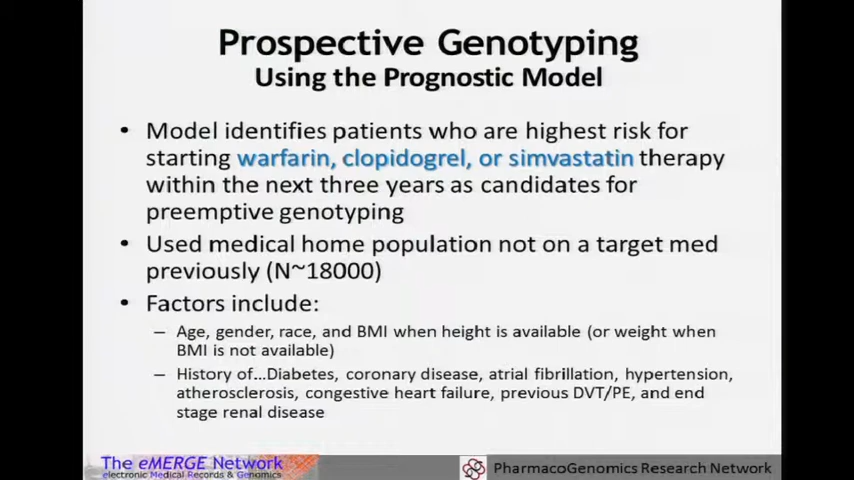 Prospective Genotyping
Using the Prognostic Model
• Model identifies patients who are highest risk for
starting warfarin, clopidogrel, or simvastatin therapy
within the next three years as candidates for
preemptive genotyping
• Used medical home population not on a target med
previously (N~18000)
• Factors include:
– Age, gender, race, and BMI when height is available (or weight when
BMI is not available)
– History of...Diabetes, coronary disease, atrial fibrillation, hypertension,
atherosclerosis, congestive heart failure, previous DVT/PE, and end
stage renal disease
The eMERGE Network
electronic Medical Records & Genomics
PharmacoGenomics Research Network